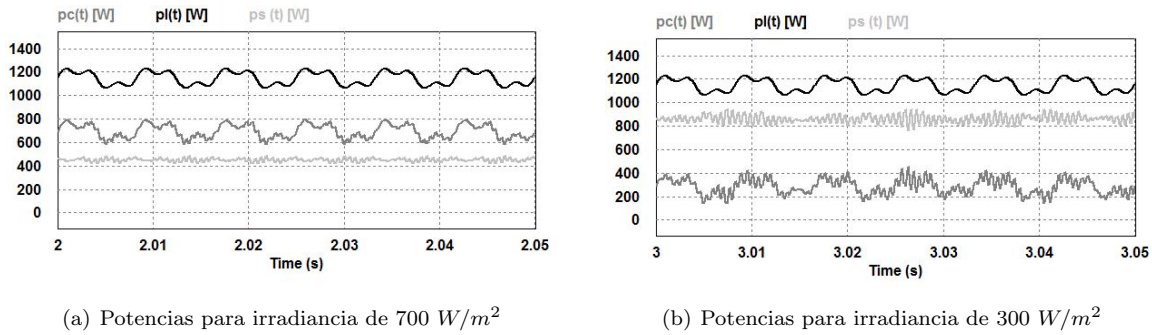 pc(t) [W] pl(t) [W] ps (t) [W]
1400
1200
1000
800
600
400
200
0
2 2.01 2.02 2.03 2.04 2.05
Time (s)
(a) Potencias para irradiancia de 700 W/m²
pc(t) [W] pl(t) [W] ps (t) [W]
1400
1200
1000
800
600
400
200
0
3 3.01 3.02 3.03 3.04 3.05
Time (s)
(b) Potencias para irradiancia de 300 W/m²